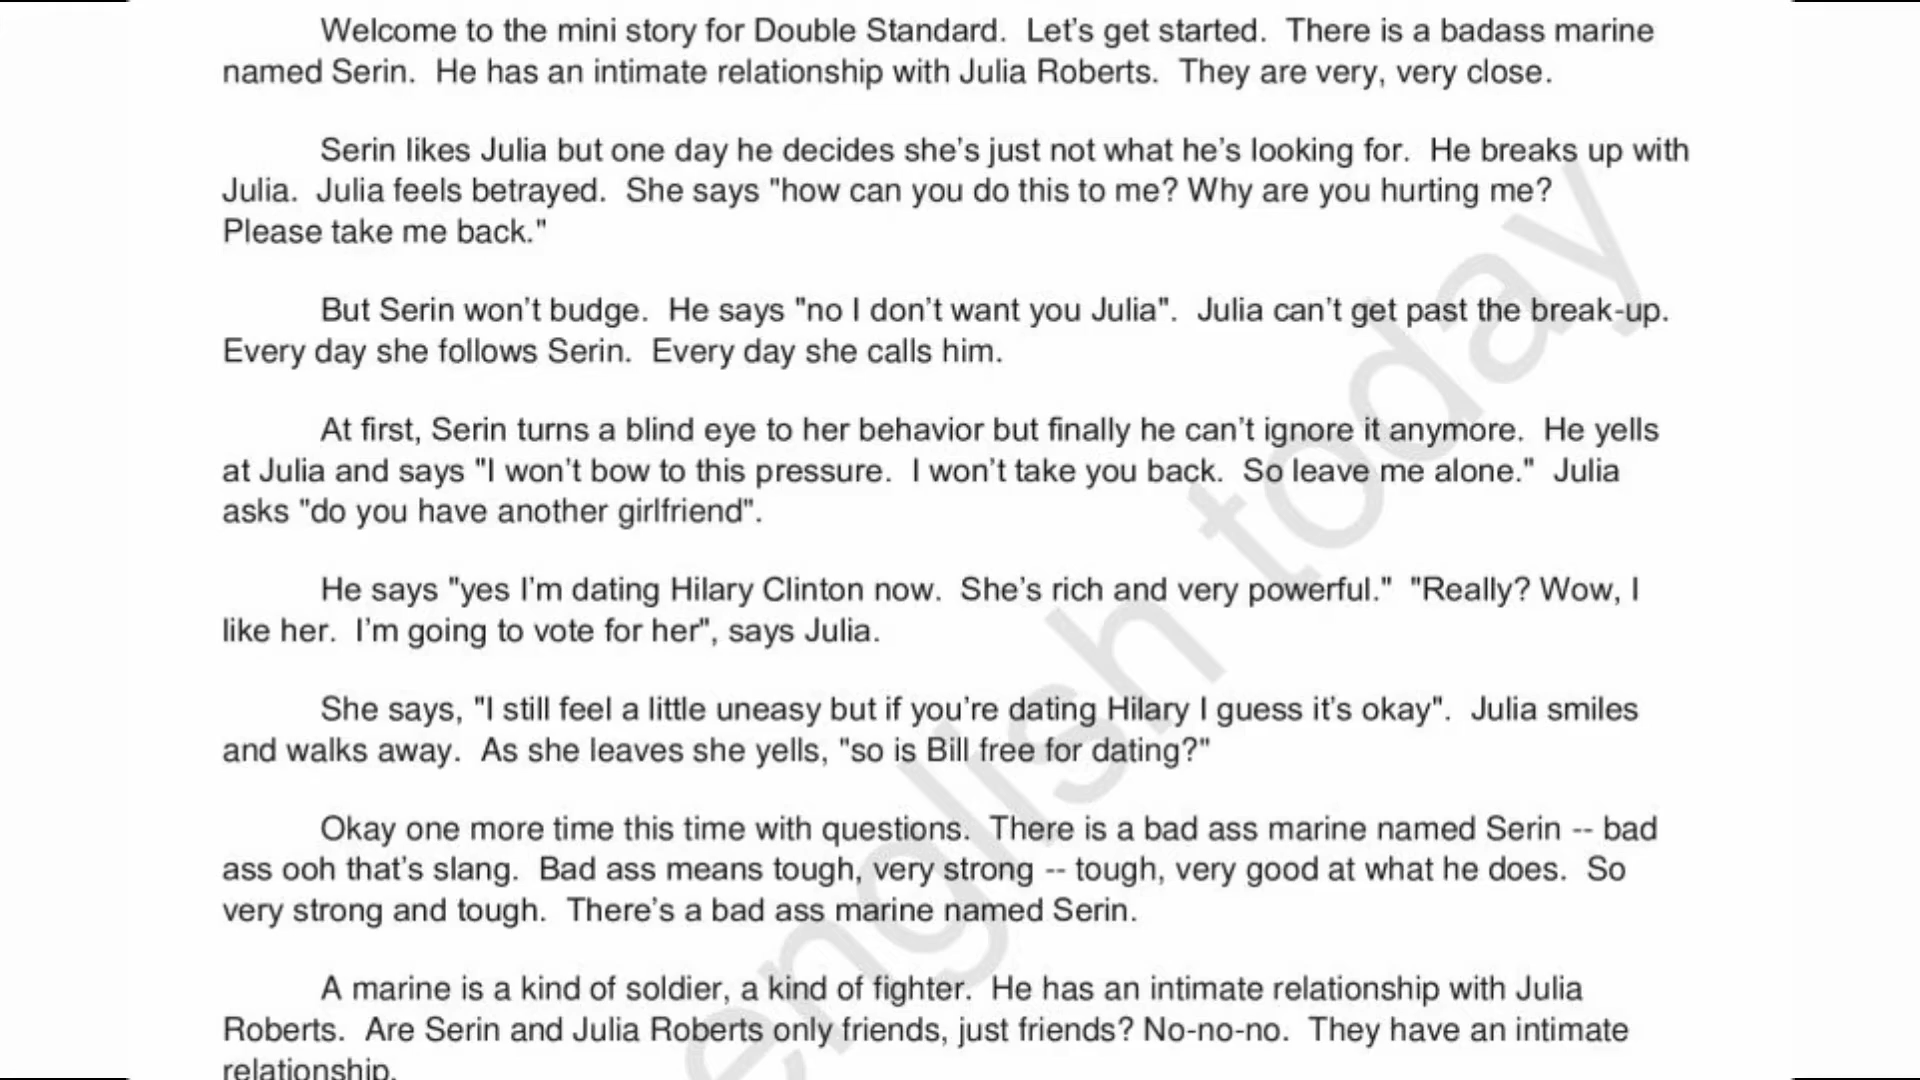 Welcome to the mini story for Double Standard.  Let's get started.  There is a badass marine
named Serin.  He has an intimate relationship with Julia Roberts.  They are very, very close.
Serin likes Julia but one day he decides she's just not what he's looking for.  He breaks up with
Julia.  Julia feels betrayed.  She says "how can you do this to me? Why are you hurting me?
Please take me back."
But Serin won't budge.  He says "no I don't want you Julia".  Julia can't get past the break-up.
Every day she follows Serin.  Every day she calls him.
At first, Serin turns a blind eye to her behavior but finally he can't ignore it anymore.  He yells
at Julia and says "I won't bow to this pressure.  I won't take you back.  So leave me alone."  Julia
asks "do you have another girlfriend".
He says "yes I'm dating Hilary Clinton now.  She's rich and very powerful."  "Really? Wow, I
like her.  I'm going to vote for her", says Julia.
She says, "I still feel a little uneasy but if you're dating Hilary I guess it's okay".  Julia smiles
and walks away.  As she leaves she yells, "so is Bill free for dating?"
Okay one more time this time with questions.  There is a bad ass marine named Serin -- bad
ass ooh that's slang.  Bad ass means tough, very strong -- tough, very good at what he does.  So
very strong and tough.  There's a bad ass marine named Serin.
A marine is a kind of soldier, a kind of fighter.  He has an intimate relationship with Julia
Roberts.  Are Serin and Julia Roberts only friends, just friends? No-no-no.  They have an intimate
relationship.
english today